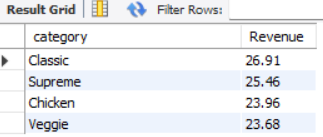 Result Grid Filter Rows:
category Revenue
Classic 26.91
Supreme 25.46
Chicken 23.96
Veggie 23.68